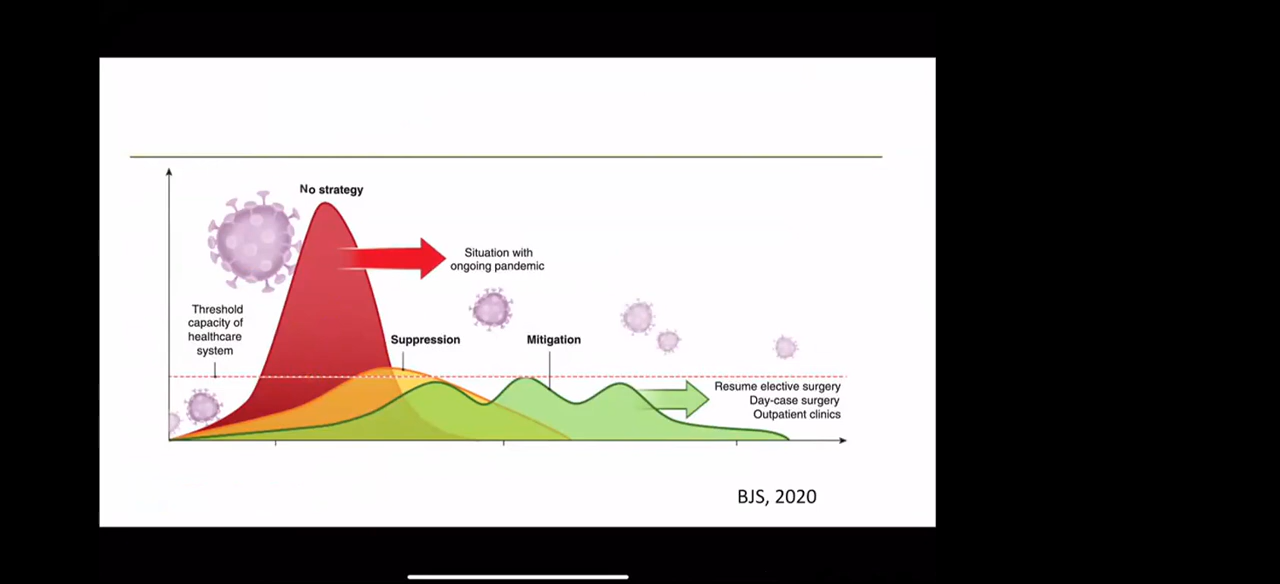 No strategy
Situation with
ongoing pandemic
Threshold
capacity of
healthcare
system
Suppression
Mitigation
Resume elective surgery
Day-case surgery
Outpatient clinics
BJS, 2020